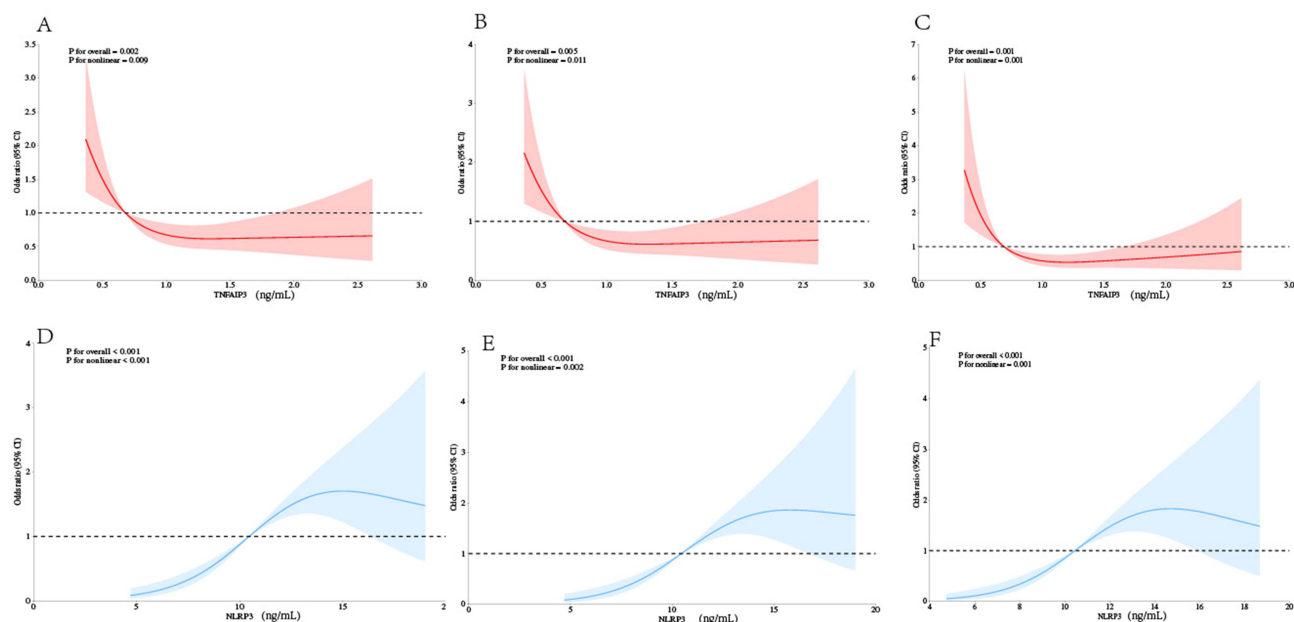 A
P for overall = 0.002
P for nonlinear = 0.009
3.5
3.0
2.5
2.0
1.5
1.0
0.5
0.0
Odds ratio (95% CI)
0.0 0.5 1.0 1.5 2.0 2.5 3.0
TNFAIP3 (ng/mL)
B
P for overall = 0.005
P for nonlinear = 0.011
4
3
2
1
0
Odds ratio (95% CI)
0.0 0.5 1.0 1.5 2.0 2.5 3.0
TNFAIP3 (ng/mL)
C
P for overall = 0.001
P for nonlinear = 0.001
7
6
5
4
3
2
1
0
Odds ratio (95% CI)
0.0 0.5 1.0 1.5 2.0 2.5 3.0
TNFAIP3 (ng/mL)
D
P for overall < 0.001
P for nonlinear < 0.001
4
3
2
1
0
Odds ratio (95% CI)
0 10 15 2
NLRP3 (ng/mL)
E
P for overall < 0.001
P for nonlinear = 0.002
5
4
3
2
1
0
Odds ratio (95% CI)
0 5 10 15 20
NLRP3 (ng/mL)
F
P for overall <0.001
P for nonlinear = 0.001
5
4
3
2
1
0
Odds ratio (95% CI)
4 6 8 10 12 14 16 18 20
NLRP3 (ng/mL)